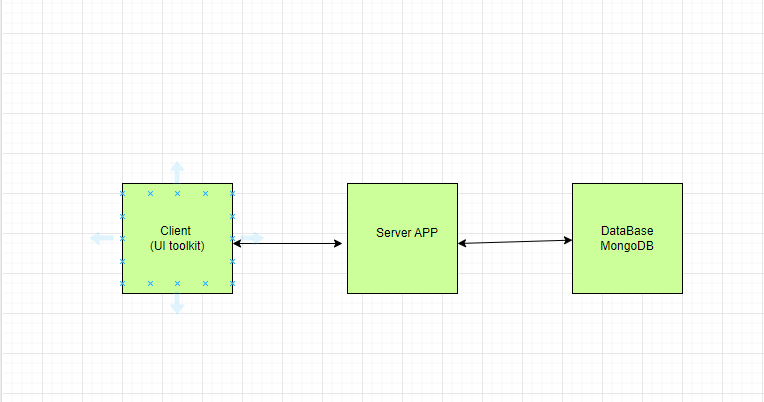 Client
(UI toolkit)
Server APP
DataBase
MongoDB